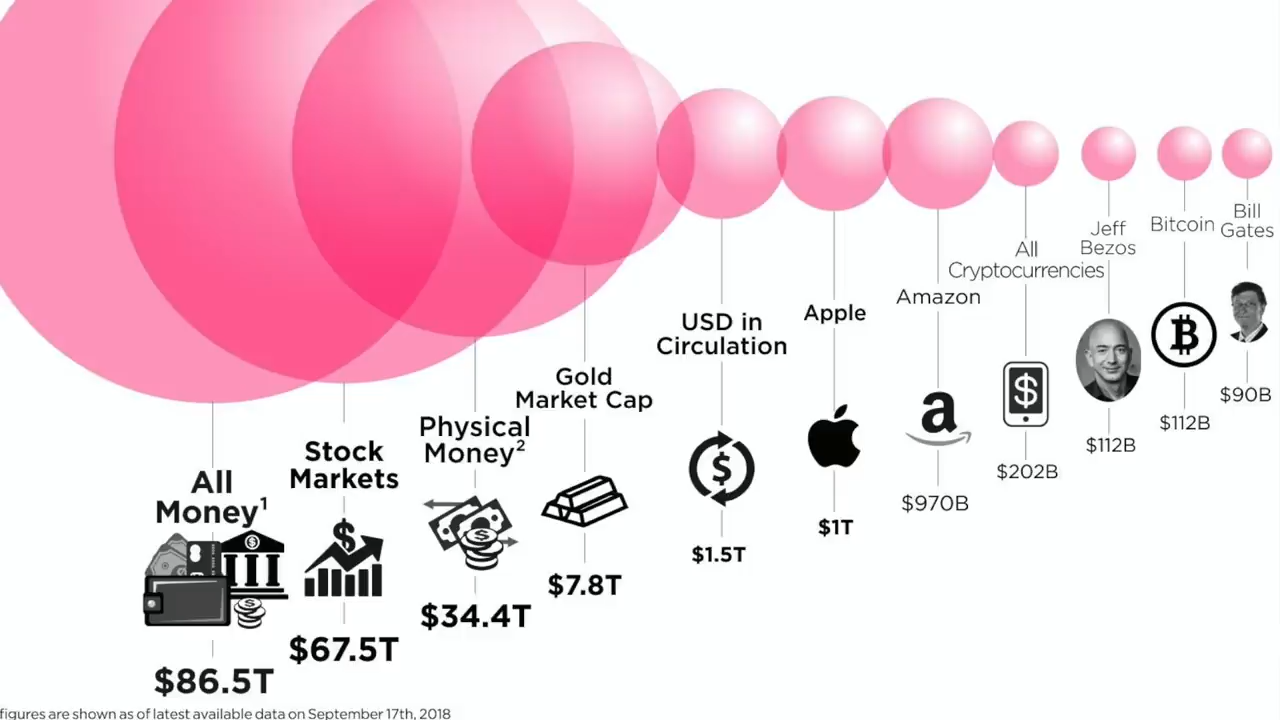 All
Money¹
$86.5T
Stock
Markets
$67.5T
Physical
Money²
$34.4T
Gold
Market Cap
$7.8T
USD in
Circulation
$1.5T
Apple
$1T
Amazon
a
$970B
All
Cryptocurrencies
$202B
Jeff
Bezos
$112B
Bitcoin
$112B
Bill
Gates
$90B
figures are shown as of latest available data on September 17th, 2018